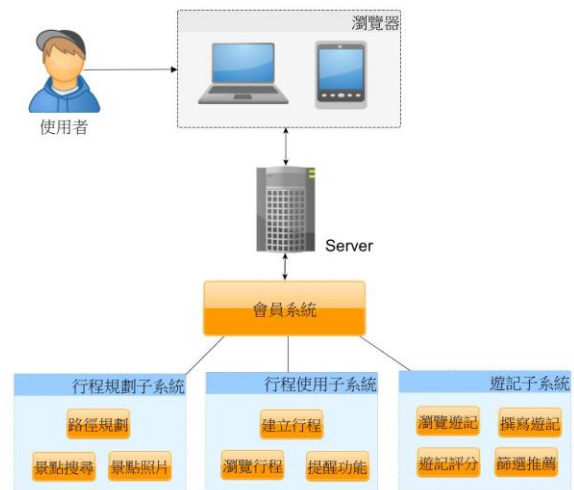 瀏覽器
使用者
Server
會員系統
行程規劃子系統
路徑規劃
景點搜尋 景點照片
行程使用子系統
建立行程
瀏覽行程 提醒功能
遊記子系統
瀏覽遊記 撰寫遊記
遊記評分 篩選推薦